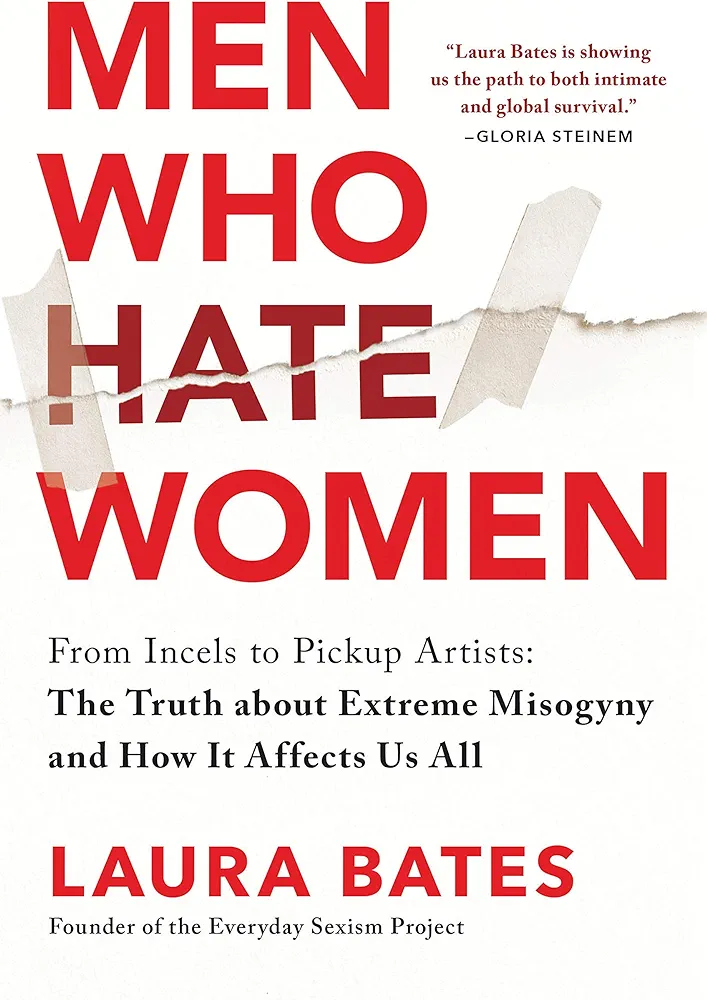 MEN
WHO
HATE
WOMEN
“Laura Bates is showing
us the path to both intimate
and global survival.”
–GLORIA STEINEM
From Incels to Pickup Artists:
The Truth about Extreme Misogyny
and How It Affects Us All
LAURA BATES
Founder of the Everyday Sexism Project